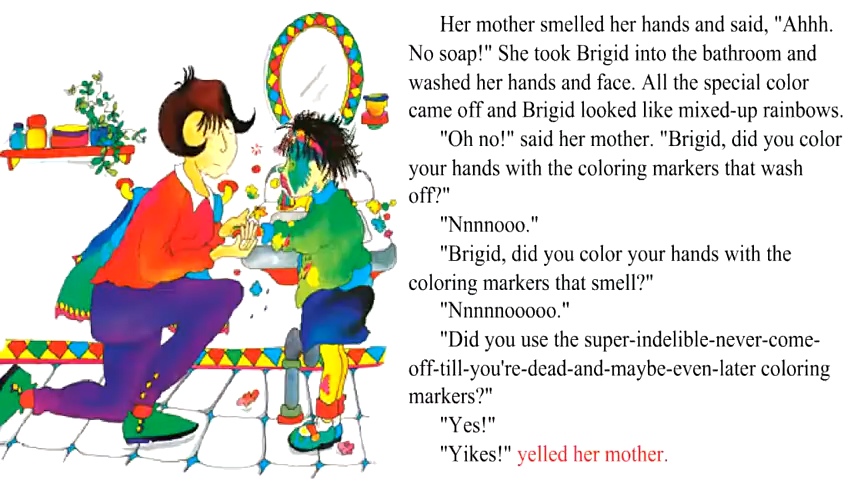 Her mother smelled her hands and said, "Ahhh.
No soap!" She took Brigid into the bathroom and
washed her hands and face. All the special color
came off and Brigid looked like mixed-up rainbows.
"Oh no!" said her mother. "Brigid, did you color
your hands with the coloring markers that wash
off?"
"Nnnnooo."
"Brigid, did you color your hands with the
coloring markers that smell?"
"Nnnnnooooo."
"Did you use the super-indelible-never-come-
off-till-you're-dead-and-maybe-even-later coloring
markers?"
"Yes!"
"Yikes!" yelled her mother.